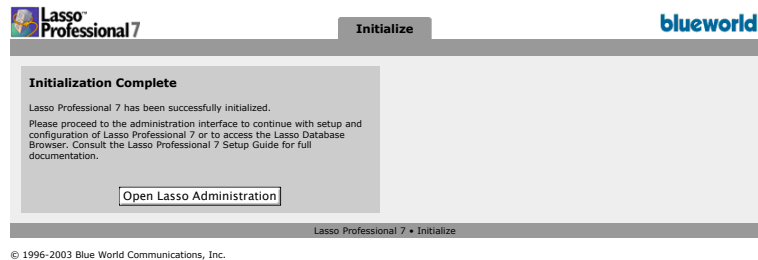 Lasso™
Professional 7
Initialize
blueworld
Initialization Complete
Lasso Professional 7 has been successfully initialized.
Please proceed to the administration interface to continue with setup and
configuration of Lasso Professional 7 or to access the Lasso Database
Browser. Consult the Lasso Professional 7 Setup Guide for full
documentation.
Open Lasso Administration
Lasso Professional 7 • Initialize
© 1996-2003 Blue World Communications, Inc.